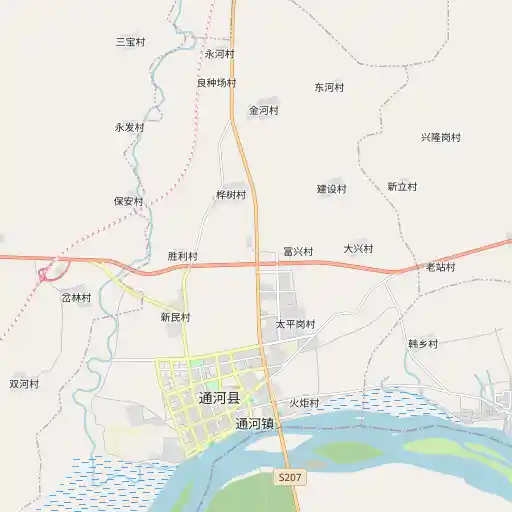 三宝村
永河村
良种场村
东河村
金河村
永发村
兴隆岗村
建设村
新立村
桦树村
保安村
富兴村
大兴村
胜利村
老站村
岔林村
新民村
太平岗村
韩乡村
双河村
通河县
火炬村
通河镇
S207